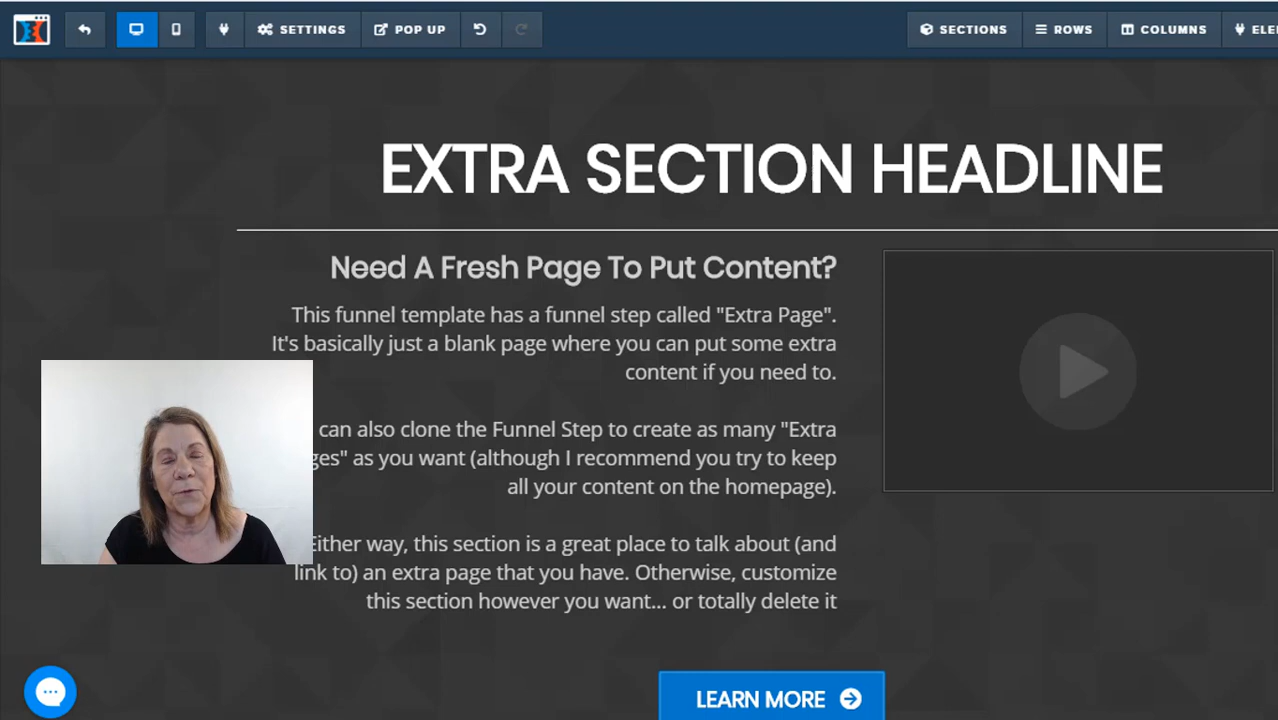 SETTINGS
POP UP
SECTIONS
ROWS
COLUMNS
EXTRA SECTION HEADLINE
Need A Fresh Page To Put Content?
This funnel template has a funnel step called "Extra Page".
It's basically just a blank page where you can put some extra
content if you need to.
can also clone the Funnel Step to create as many "Extra
as you want (although I recommend you try to keep
all your content on the homepage).
Either way, this section is a great place to talk about (and
link to) an extra page that you have. Otherwise, customize
this section however you want... or totally delete it
LEARN MORE